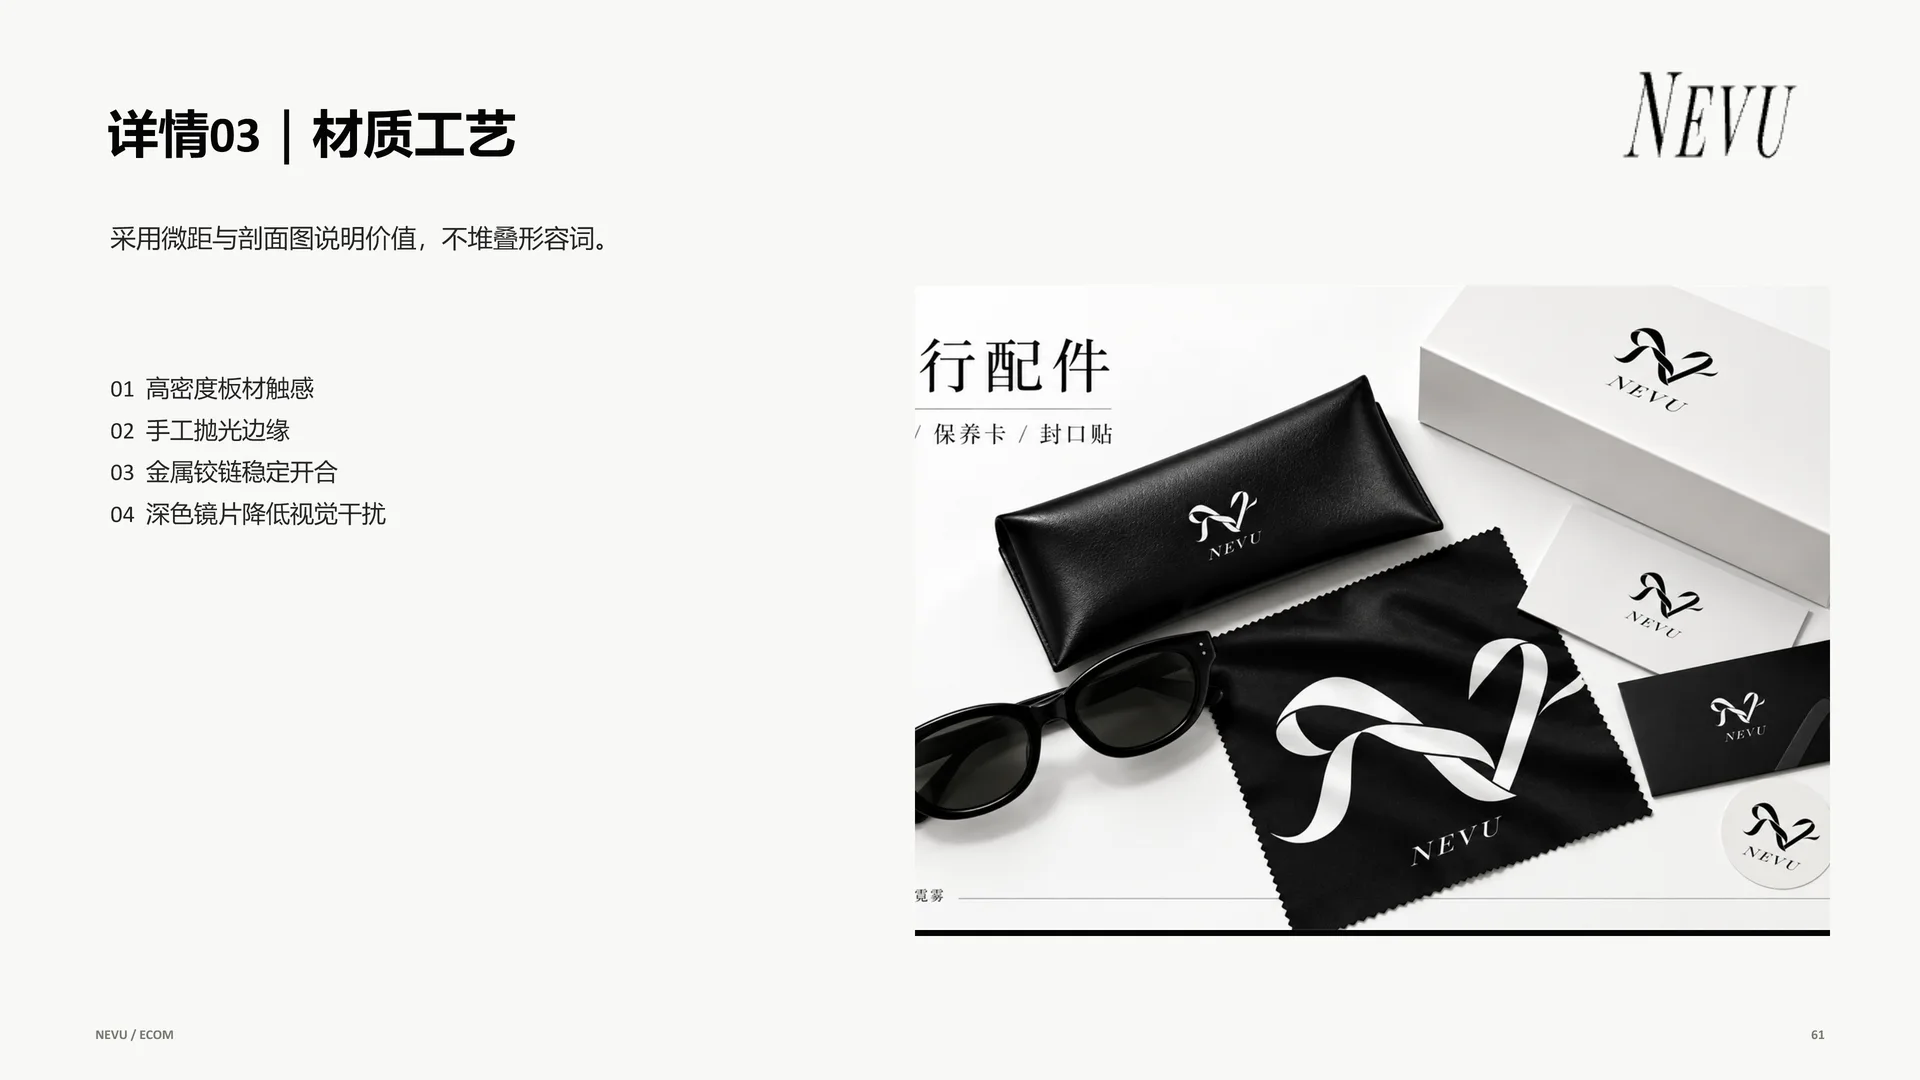 详情03｜材质工艺
NEVU
采用微距与剖面图说明价值，不堆叠形容词。
01 高密度板材触感
02 手工抛光边缘
03 金属铰链稳定开合
04 深色镜片降低视觉干扰
行配件
/ 保养卡 / 封口贴
NEVU
NEVU
NEVU
NEVU
NEVU
NEVU
霓雾
NEVU / ECOM
61